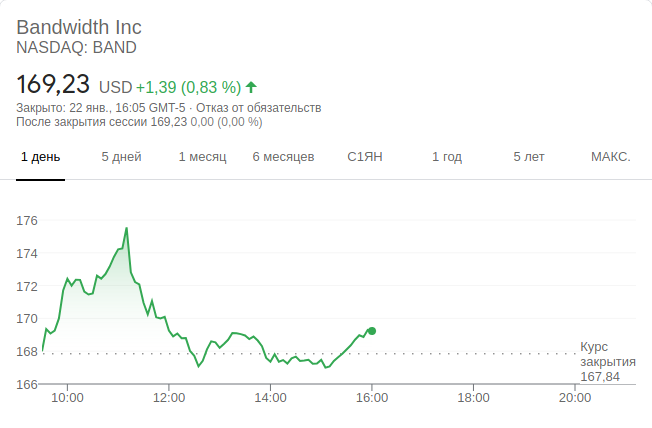 Bandwidth Inc
NASDAQ: BAND
169,23 USD +1,39 (0,83 %)
Закрыто: 22 янв., 16:05 GMT-5 · Отказ от обязательств
После закрытия сессии 169,23 0,00 (0,00 %)
1 день 5 дней 1 месяц 6 месяцев С1ЯН 1 год 5 лет МАКС.
176
174
172
170
168
Курс
закрытия
167,84
166
10:00 12:00 14:00 16:00 18:00 20:00